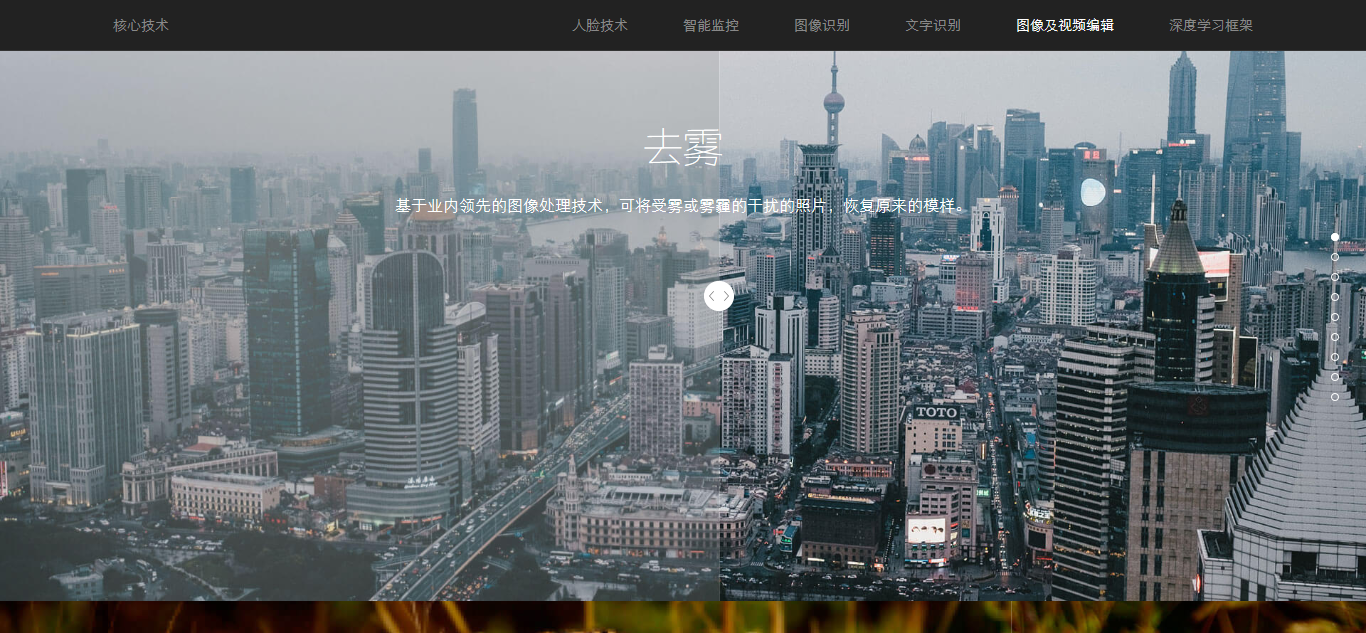 核心技术
人脸技术
智能监控
图像识别
文字识别
图像及视频编辑
深度学习框架
去雾
基于业内领先的图像处理技术，可将受雾或雾霾的干扰的照片，恢复原来的模样。
TOTO